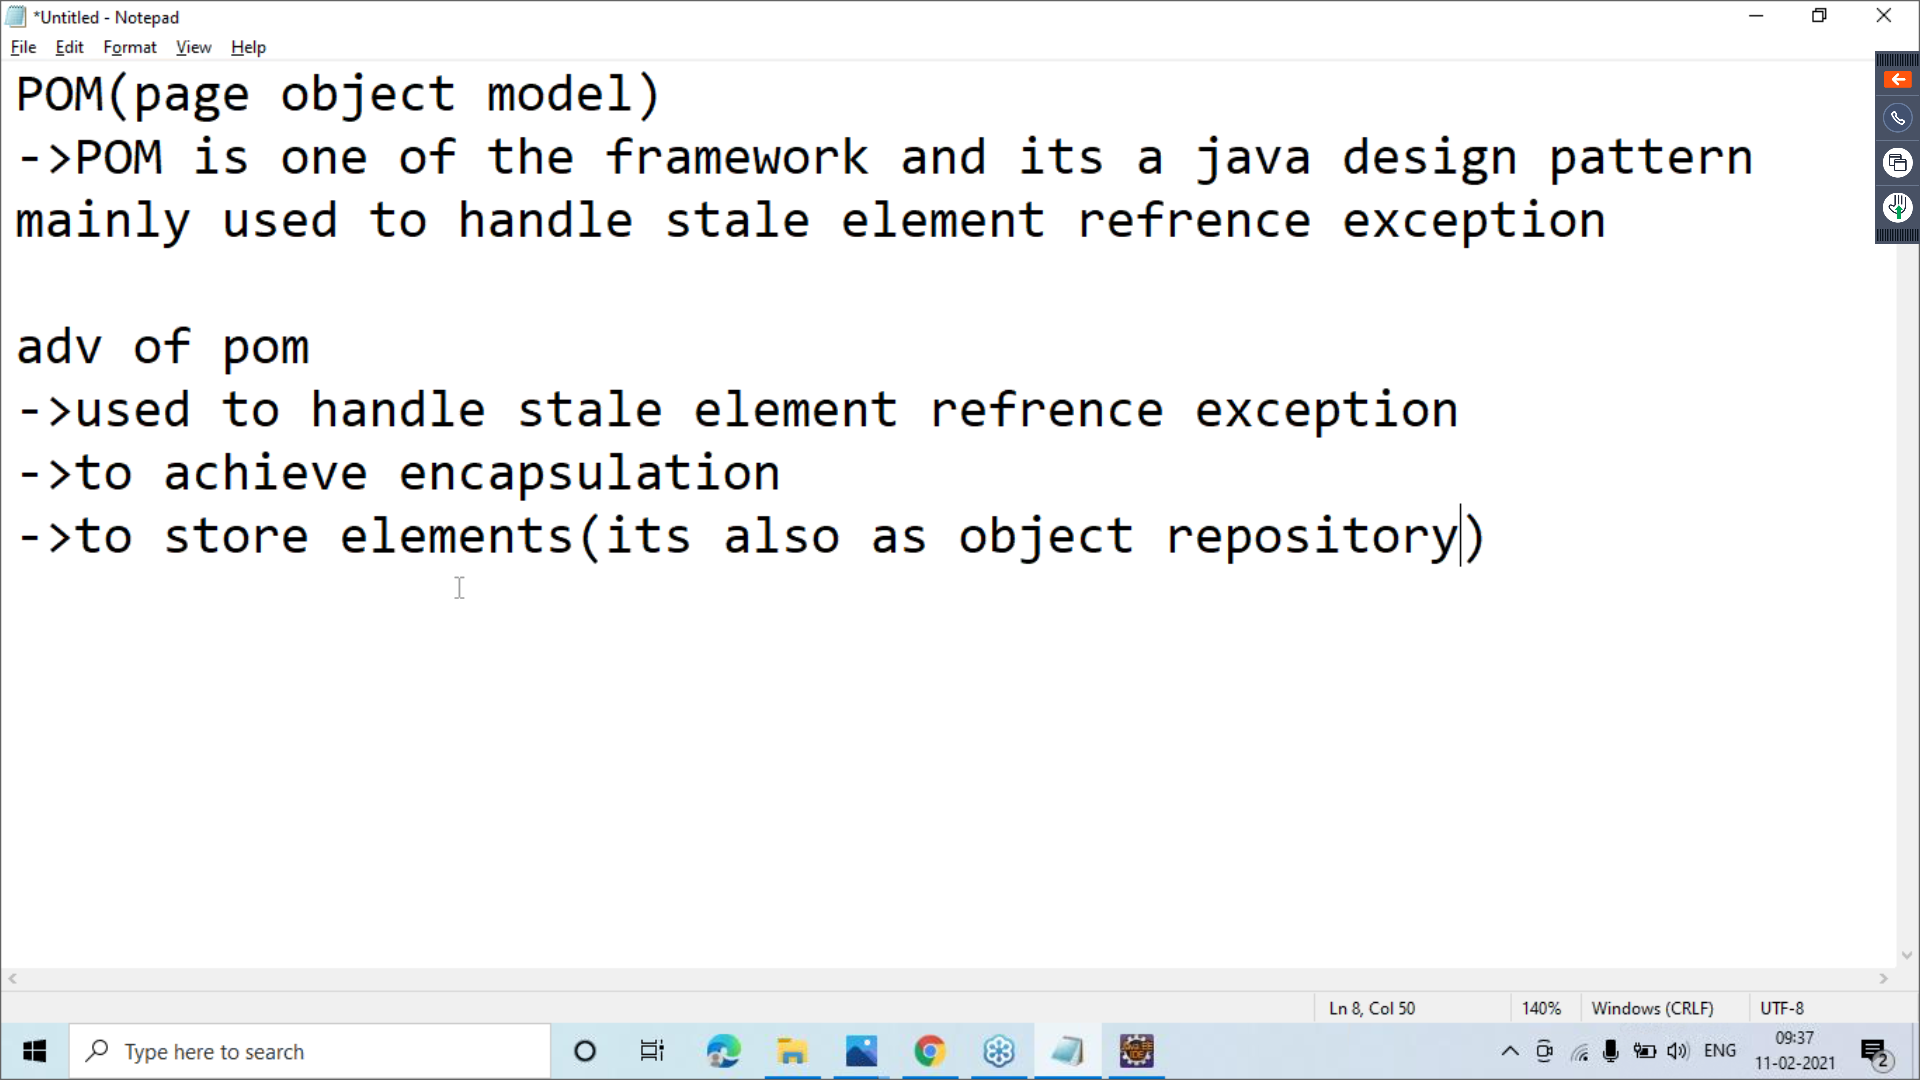 *Untitled - Notepad
File Edit Format View Help
POM(page object model)
->POM is one of the framework and its a java design pattern
mainly used to handle stale element refrence exception
adv of pom
->used to handle stale element refrence exception
->to achieve encapsulation
->to store elements(its also as object repository)
Ln 8, Col 50 140% Windows (CRLF) UTF-8
Type here to search
ENG
09:37
11-02-2021
2